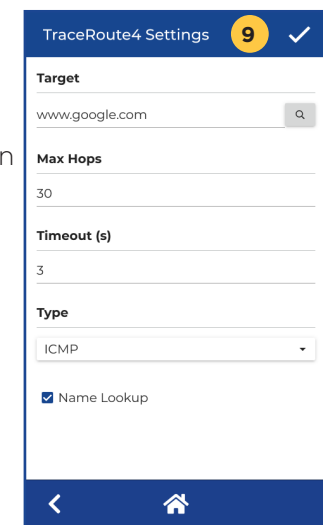 TraceRoute4 Settings 9
Target
www.google.com
n
Max Hops
30
Timeout (s)
3
Type
ICMP
Name Lookup